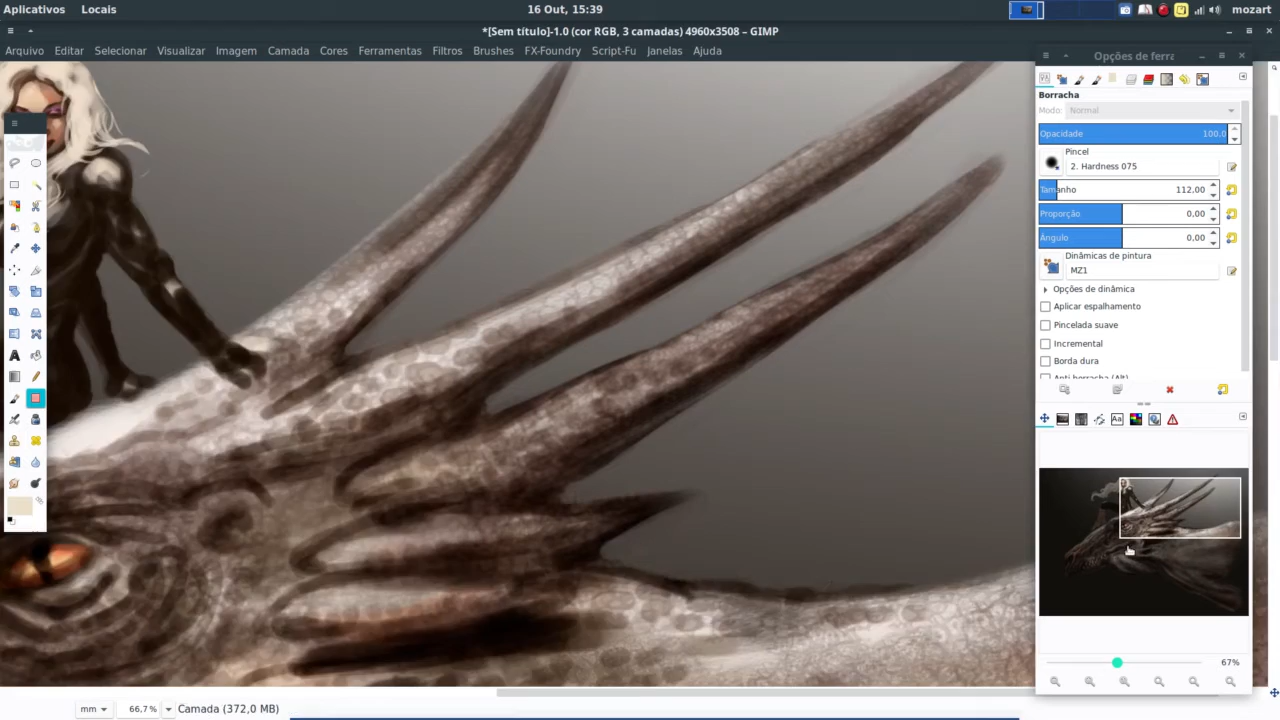 Aplicativos Locais
16 Out, 15:39
mozart
*[Sem título]-1.0 (cor RGB, 3 camadas) 4960x3508 – GIMP
Arquivo Editar Selecionar Visualizar Imagem Camada Cores Ferramentas Filtros Brushes FX-Foundry Script-Fu Janelas Ajuda
Opções de ferra
Borracha
Modo: Normal
Opacidade 100.0
Pincel
2. Hardness 075
Tamanho 112.00
Proporção 0.00
Ângulo 0.00
Dinâmicas de pintura
MZ1
Opções de dinâmica
Aplicar espalhamento
Pincelada suave
Incremental
Borda dura
Anti borracha (Alt)
67%
mm 66,7% Camada (372,0 MB)